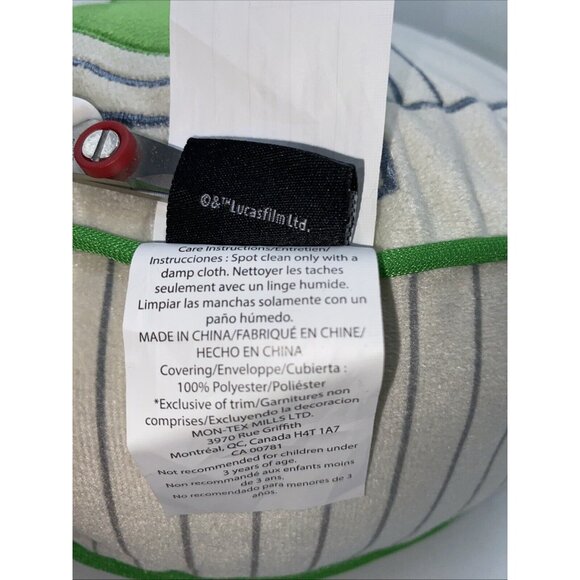 ©&™Lucasfilm Ltd.
Care Instructions/Entretien/
Instrucciones : Spot clean only with a
damp cloth. Nettoyer les taches
seulement avec un linge humide.
Limpiar las manchas solamente con un
paño húmedo.
MADE IN CHINA/FABRIQUÉ EN CHINE/
HECHO EN CHINA
Covering/Enveloppe/Cubierta :
100% Polyester/Poliéster
*Exclusive of trim/Garnitures non
comprises/Excluyendo la decoracion
MON-TEX MILLS LTD.
3970 Rue Griffith
Montréal, QC, Canada H4T 1A7
CA 00781
Not recommended for children under
3 years of age.
Non recommandé aux enfants moins
de 3 ans.
No recomendado para menores de 3
años.